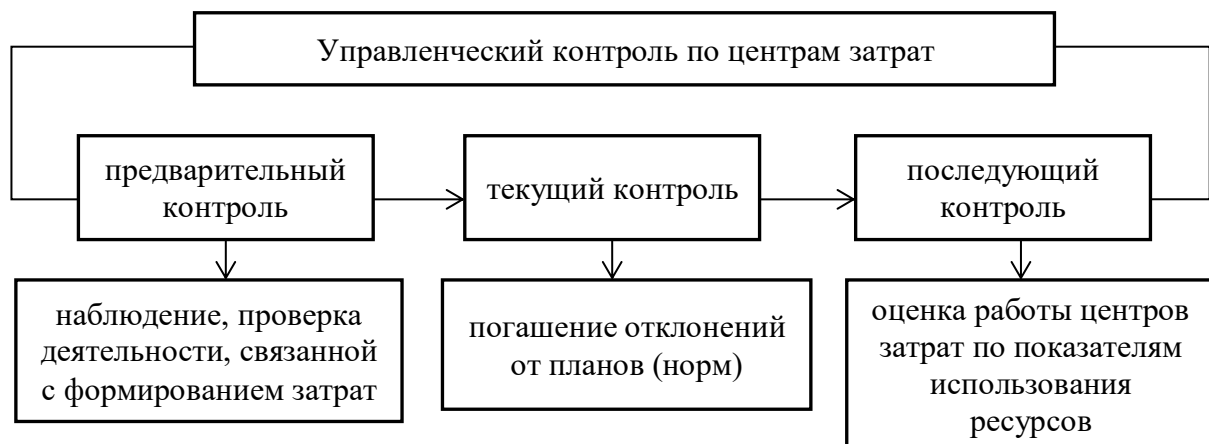 Управленческий контроль по центрам затрат
предварительный
контроль
текущий контроль
последующий
контроль
наблюдение, проверка
деятельности, связанной
с формированием затрат
погашение отклонений
от планов (норм)
оценка работы центров
затрат по показателям
использования
ресурсов